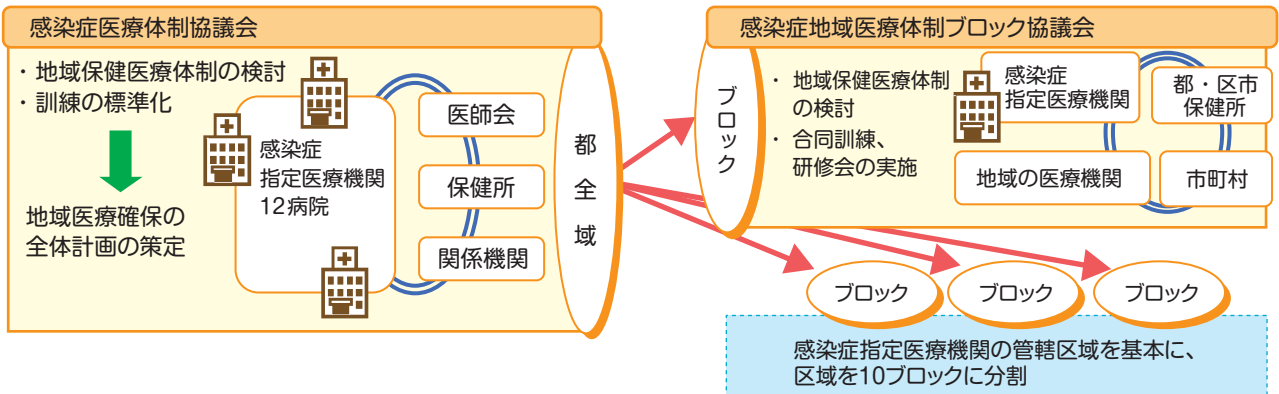 感染症医療体制協議会
・地域保健医療体制の検討
・訓練の標準化
地域医療確保の
全体計画の策定
感染症
指定医療機関
12病院
医師会
保健所
関係機関
都全域
感染症地域医療体制ブロック協議会
ブロック
・ 地域保健医療体制
の検討
・ 合同訓練、
研修会の実施
感染症
指定医療機関
都・区市
保健所
地域の医療機関
市町村
ブロック
ブロック
ブロック
感染症指定医療機関の管轄区域を基本に、
区域を10ブロックに分割